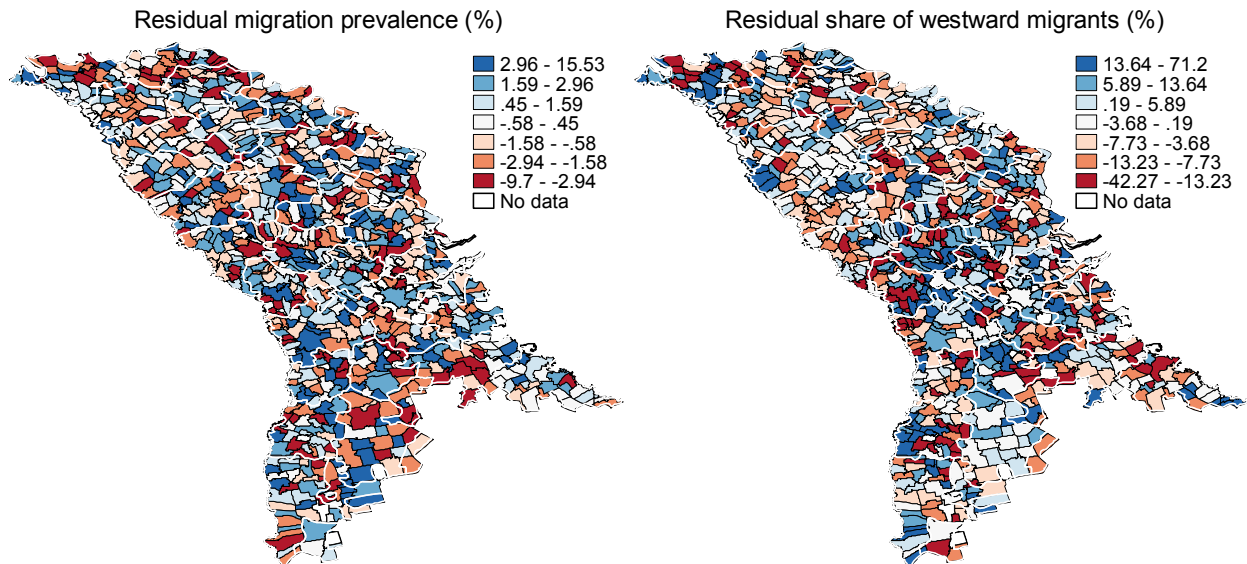 Residual migration prevalence (%)
2.96 - 15.53
1.59 - 2.96
.45 - 1.59
-.58 - .45
-1.58 - -.58
-2.94 - -1.58
-9.7 - -2.94
No data
Residual share of westward migrants (%)
13.64 - 71.2
5.89 - 13.64
.19 - 5.89
-3.68 - .19
-7.73 - -3.68
-13.23 - -7.73
-42.27 - -13.23
No data